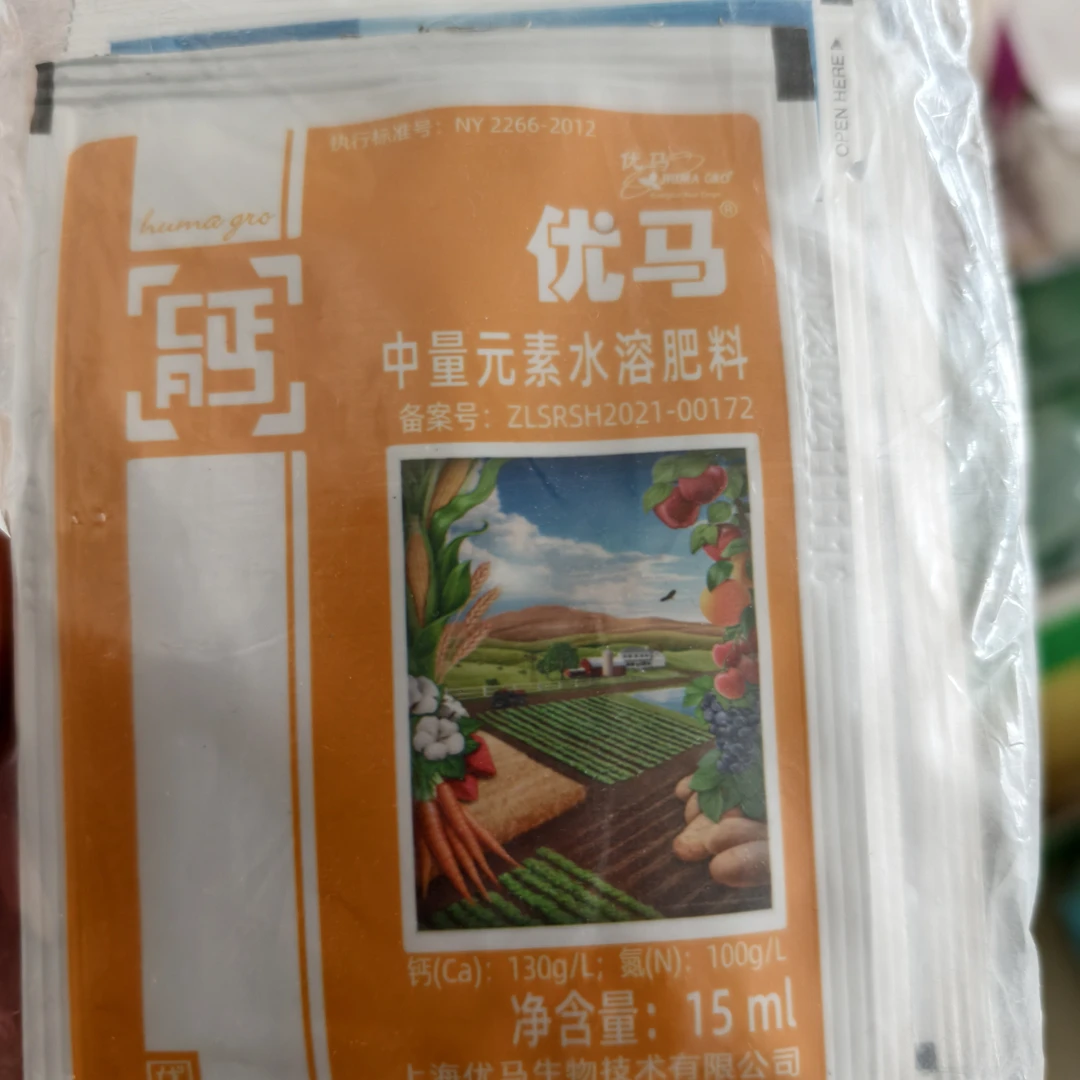 OPEN HERE
执行标准号：NY 2266-2012
huma gro
优马
HUMA GRO
优马®
钙
中量元素水溶肥料
备案号：ZLSRSH2021-00172
钙(Ca)：130g/L；氮(N)：100g/L
净含量：15 ml
上海优马生物技术有限公司